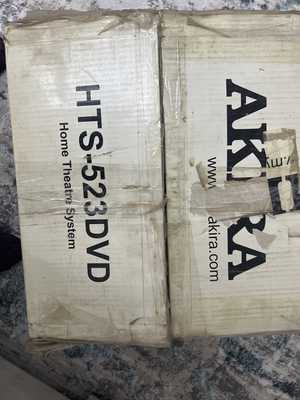 HTS-523DVD
Home Theatre System
AKIRA
akira.com